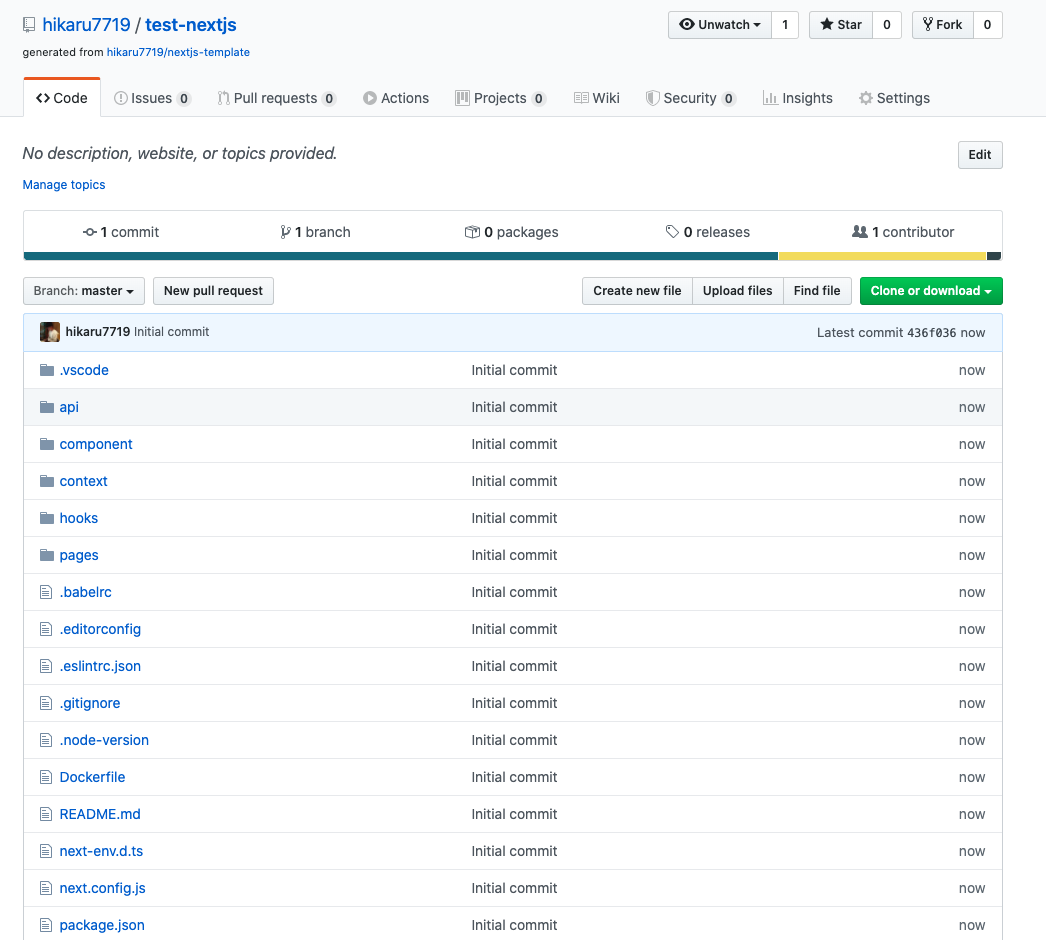 hikaru7719 / test-nextjs
Unwatch 1 Star 0 Fork 0
generated from hikaru7719/nextjs-template
Code Issues 0 Pull requests 0 Actions Projects 0 Wiki Security 0 Insights Settings
No description, website, or topics provided.
Edit
Manage topics
1 commit 1 branch 0 packages 0 releases 1 contributor
Branch: master New pull request Create new file Upload files Find file Clone or download
hikaru7719 Initial commit Latest commit 436f036 now
.vscode Initial commit now
api Initial commit now
component Initial commit now
context Initial commit now
hooks Initial commit now
pages Initial commit now
.babelrc Initial commit now
.editorconfig Initial commit now
.eslintrc.json Initial commit now
.gitignore Initial commit now
.node-version Initial commit now
Dockerfile Initial commit now
README.md Initial commit now
next-env.d.ts Initial commit now
next.config.js Initial commit now
package.json Initial commit now